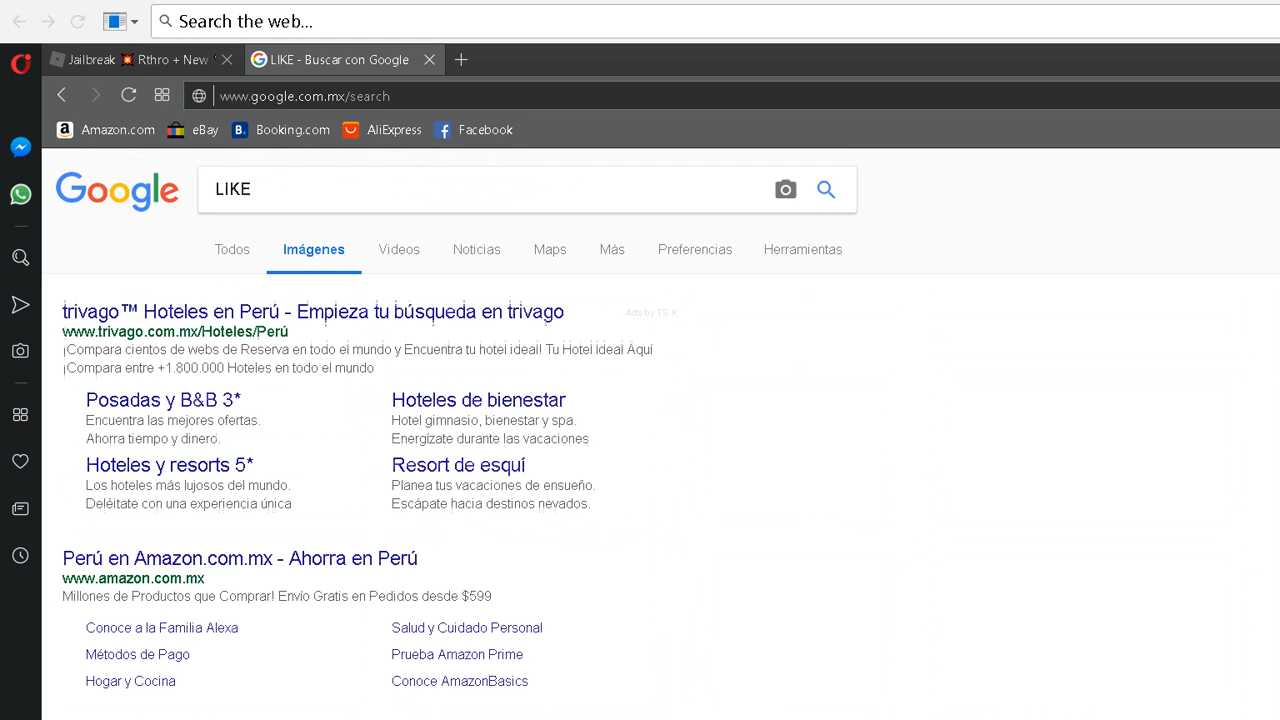 Search the web...
Jailbreak 💥 Rthro + New
LIKE - Buscar con Google
www.google.com.mx/search
Amazon.com eBay Booking.com AliExpress Facebook
Google LIKE
Todos Imágenes Videos Noticias Maps Más Preferencias Herramientas
trivago™ Hoteles en Perú - Empieza tu búsqueda en trivago
Ads by TS X
www.trivago.com.mx/Hoteles/Perú
¡Compara cientos de webs de Reserva en todo el mundo y Encuentra tu hotel ideal! Tu Hotel Ideal Aquí
¡Compara entre +1.800.000 Hoteles en todo el mundo
Posadas y B&B 3*
Encuentra las mejores ofertas.
Ahorra tiempo y dinero.
Hoteles de bienestar
Hotel gimnasio, bienestar y spa.
Energízate durante las vacaciones
Hoteles y resorts 5*
Los hoteles más lujosos del mundo.
Deléitate con una experiencia única
Resort de esquí
Planea tus vacaciones de ensueño.
Escápate hacia destinos nevados.
Perú en Amazon.com.mx - Ahorra en Perú
www.amazon.com.mx
Millones de Productos que Comprar! Envío Gratis en Pedidos desde $599
Conoce a la Familia Alexa
Salud y Cuidado Personal
Métodos de Pago
Prueba Amazon Prime
Hogar y Cocina
Conoce AmazonBasics